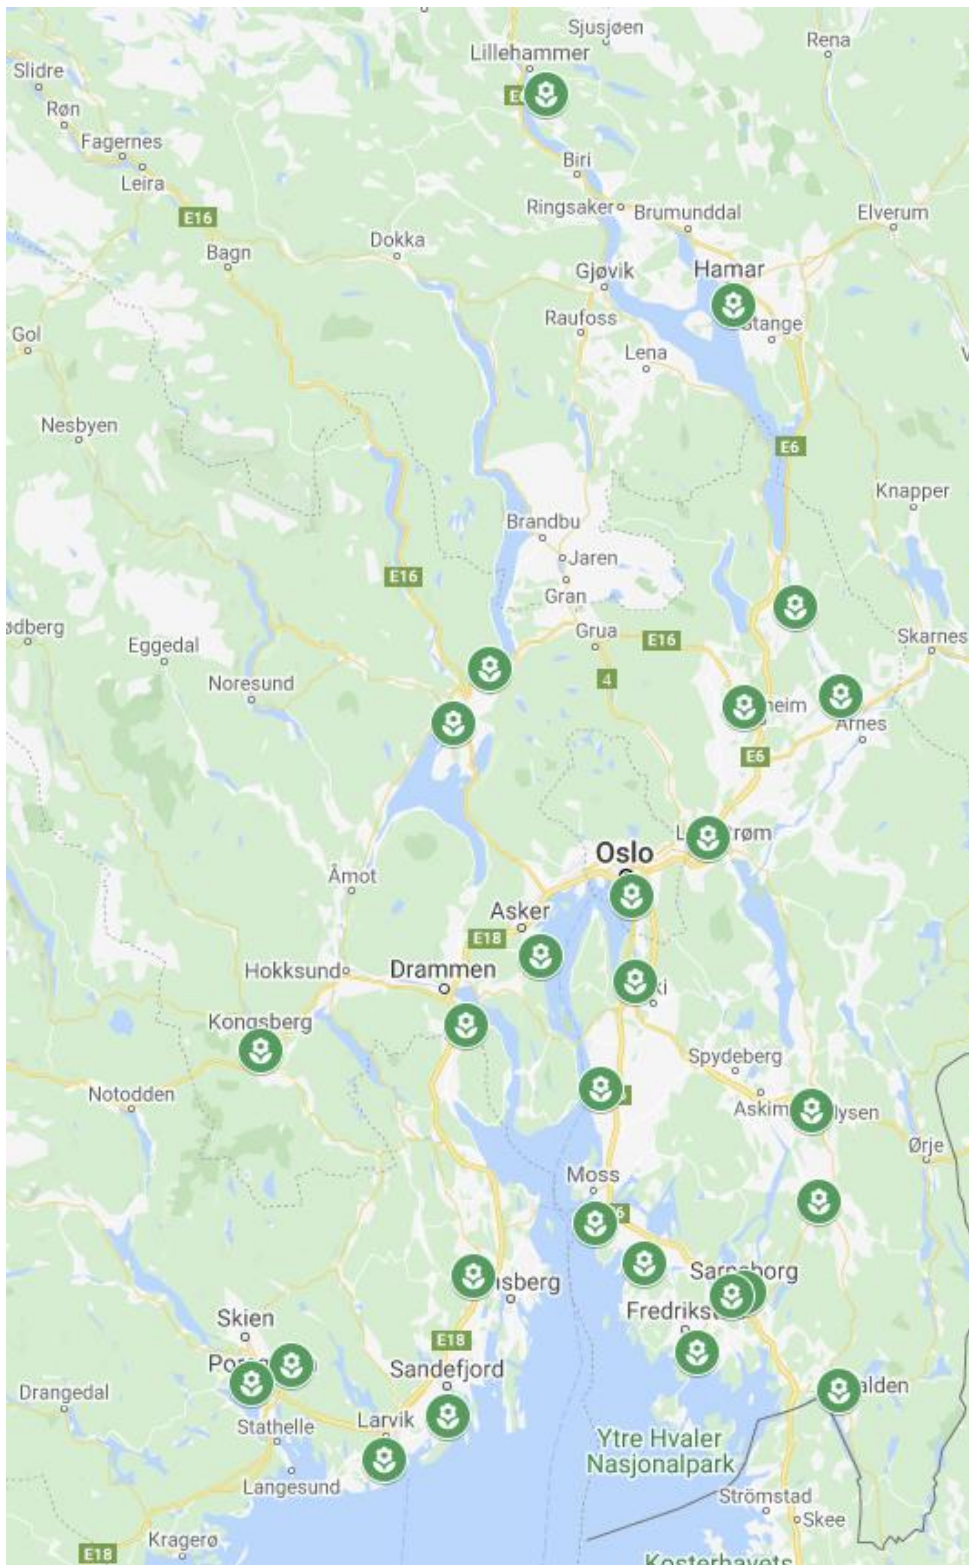 Sjusjøen
Rena
Lillehammer
Slidre
Røn
Fagernes
Biri
Leira
Ringsaker
Brumunddal
Elverum
E16
Dokka
Bagn
Hamar
Gjøvik
Raufoss
Stange
Gol
Lena
Nesbyen
E6
Knapper
Brandbu
Jaren
E16
Gran
Grua
E16
Skarnes
Eggedal
Noresund
4
Årnes
E6
Oslo
Åmot
Asker
E18
Hokksund
Drammen
Kongsberg
Spydeberg
Notodden
Askim
Ørje
Moss
Skien
E18
Sandefjord
Drangedal
Larvik
Stathelle
Ytre Hvaler
Nasjonalpark
Langesund
Strömstad
Skee
Kragerø
E18
Kosterhavets